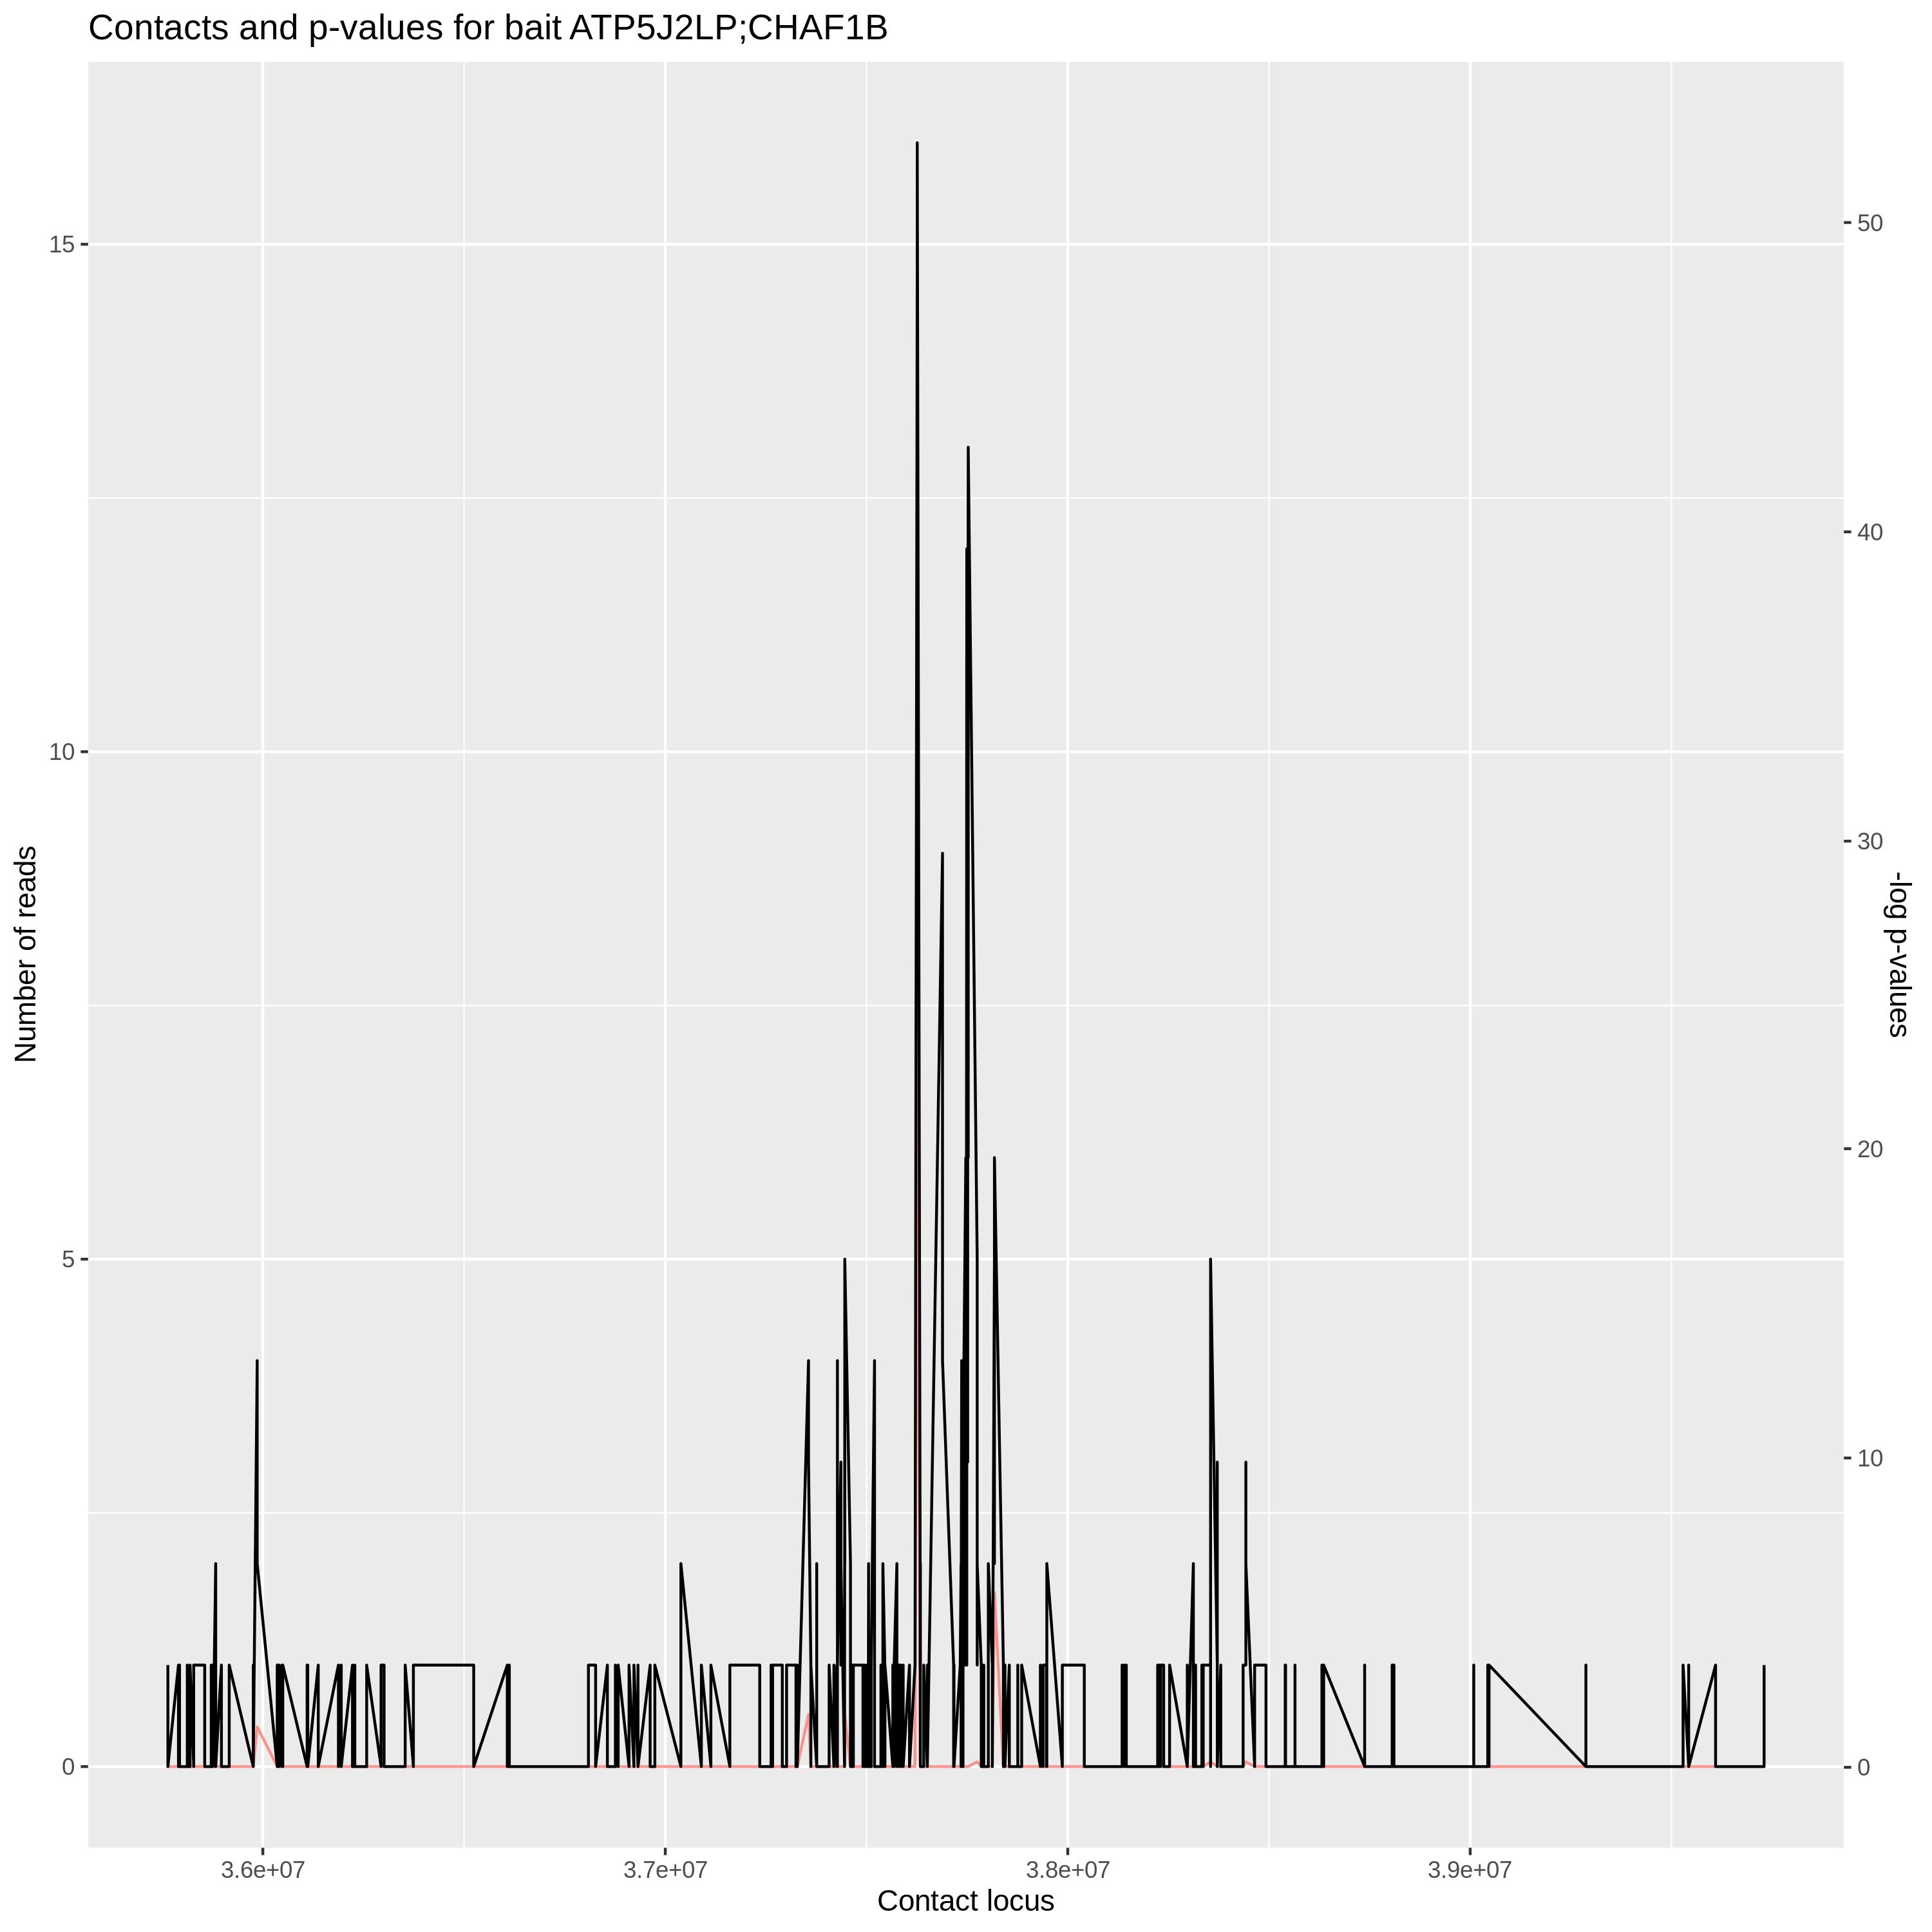 Contacts and p-values for bait ATP5J2LP;CHAF1B
15
10
5
0
Number of reads
50
40
30
20
10
0
-log p-values
3.6e+07
3.7e+07
3.8e+07
3.9e+07
Contact locus